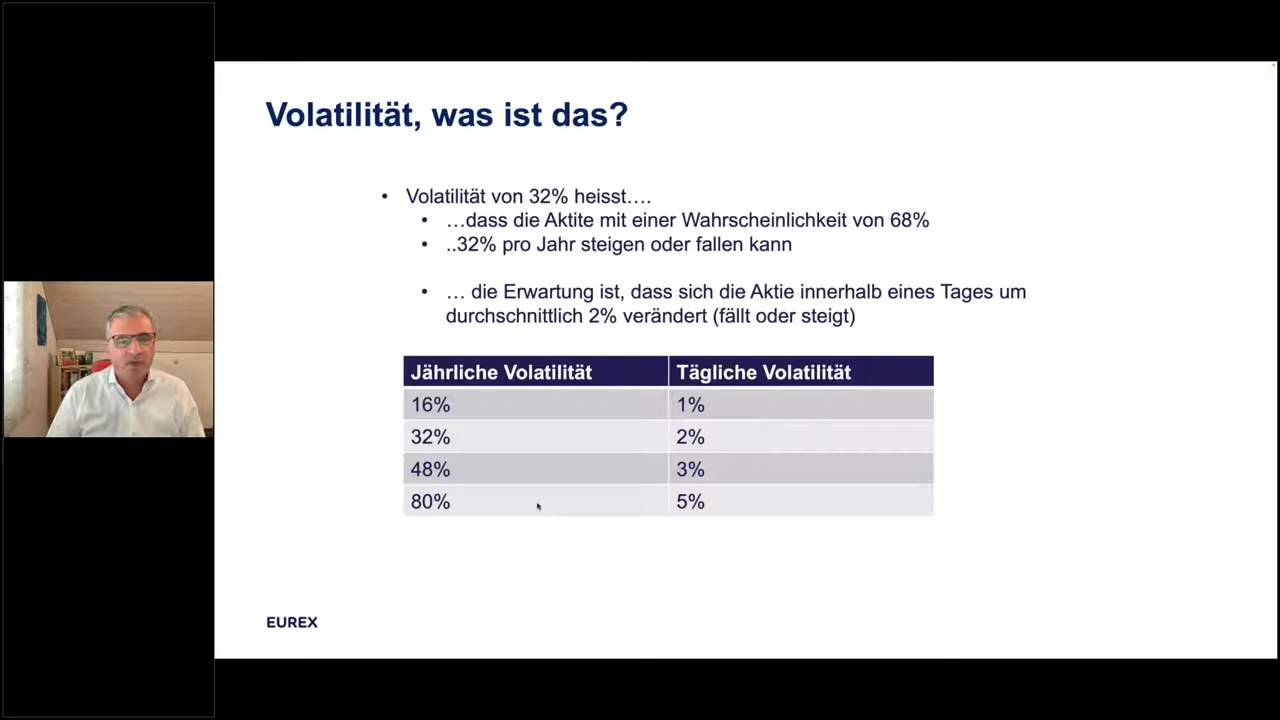 Volatilität, was ist das?
• Volatilität von 32% heisst….
• …dass die Aktite mit einer Wahrscheinlichkeit von 68%
• ..32% pro Jahr steigen oder fallen kann
• … die Erwartung ist, dass sich die Aktie innerhalb eines Tages um
durchschnittlich 2% verändert (fällt oder steigt)
Jährliche Volatilität Tägliche Volatilität
16% 1%
32% 2%
48% 3%
80% 5%
EUREX